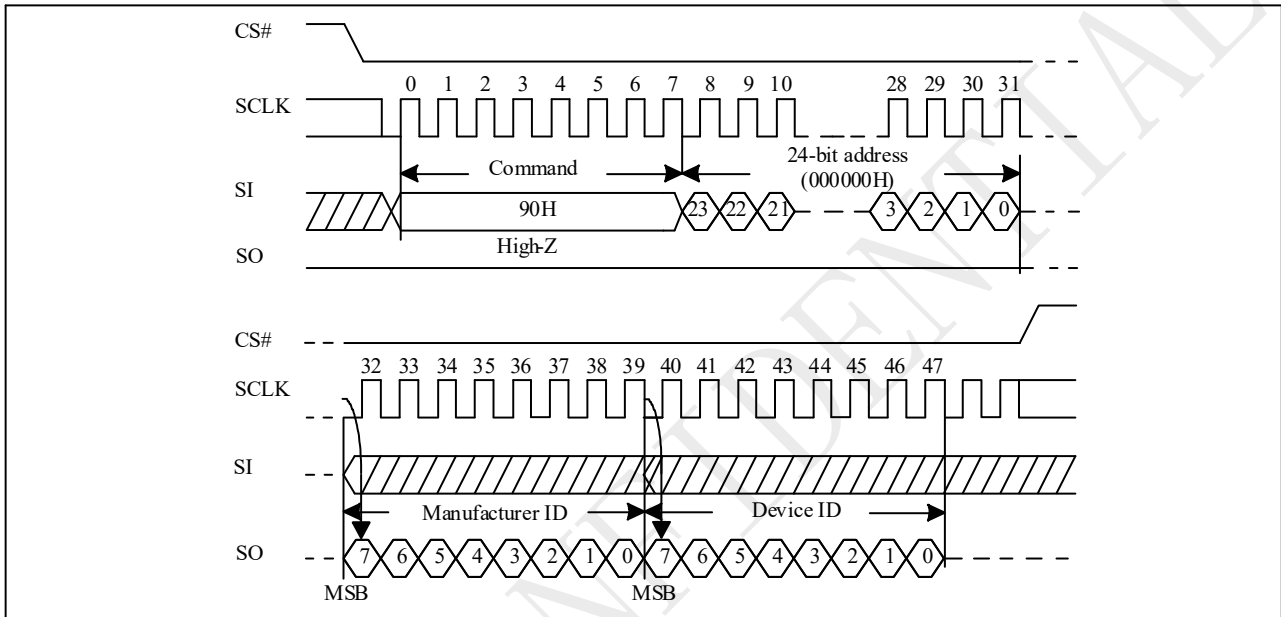 CS#
0 1 2 3 4 5 6 7 8 9 10 28 29 30 31
SCLK
Command 24-bit address
(000000H)
SI
90H 23 22 21 3 2 1 0
High-Z
SO
CS#
32 33 34 35 36 37 38 39 40 41 42 43 44 45 46 47
SCLK
SI
Manufacturer ID Device ID
SO 7 6 5 4 3 2 1 0 7 6 5 4 3 2 1 0
MSB MSB
NFIDENTIAL